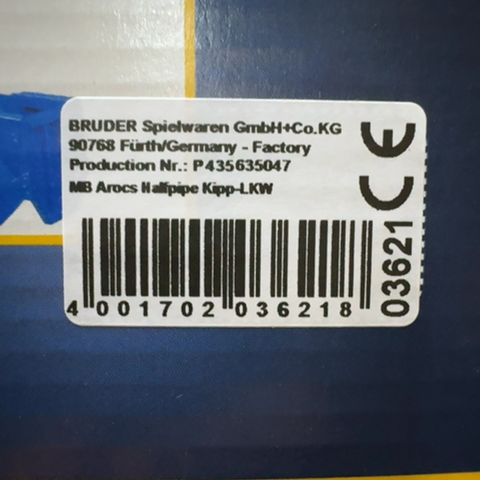 BRUDER Spielwaren GmbH+Co.KG
90768 Fürth/Germany - Factory
Production Nr.: P435635047
MB Arocs Halfpipe Kipp-LKW
CE
03621
4 001702 036218